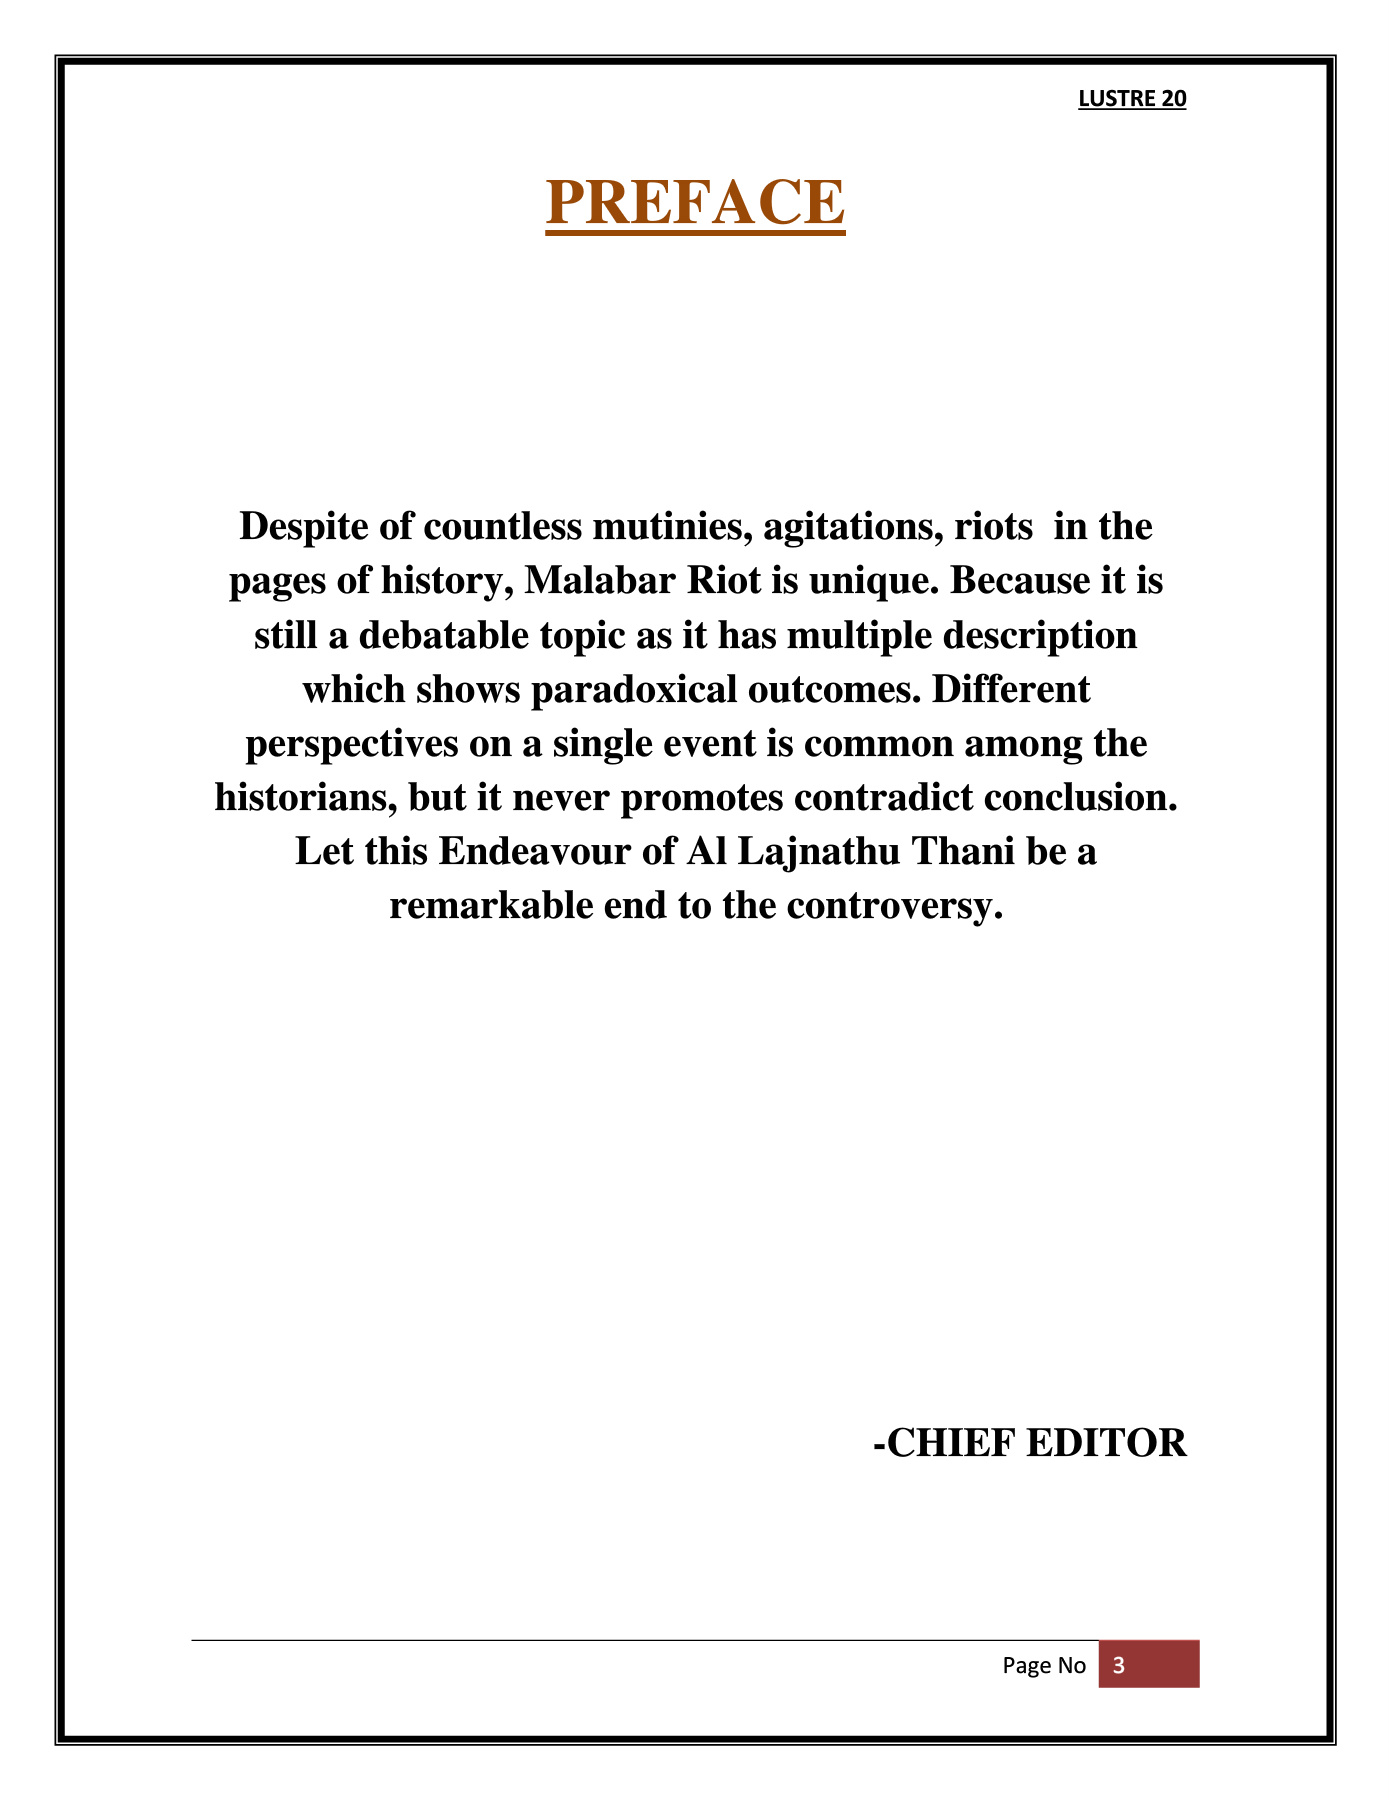 LUSTRE 20
PREFACE
Despite of countless mutinies, agitations, riots  in the
pages of history, Malabar Riot is unique. Because it is
still a debatable topic as it has multiple description
which shows paradoxical outcomes. Different
perspectives on a single event is common among the
historians, but it never promotes contradict conclusion.
Let this Endeavour of Al Lajnathu Thani be a
remarkable end to the controversy.
-CHIEF EDITOR
Page No 3